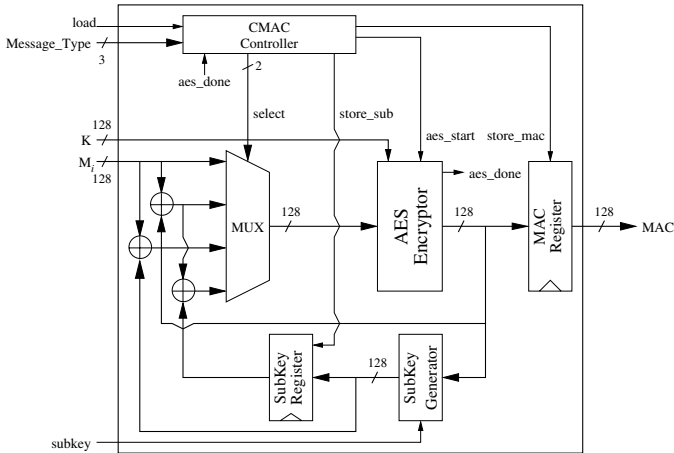 load
CMAC
Controller
Message_Type
3
aes_done
2
select
store_sub
128
K
aes_start
store_mac
M_i
128
aes_done
MUX
128
AES
Encryptor
128
MAC
Register
128
MAC
SubKey
Register
128
SubKey
Generator
subkey